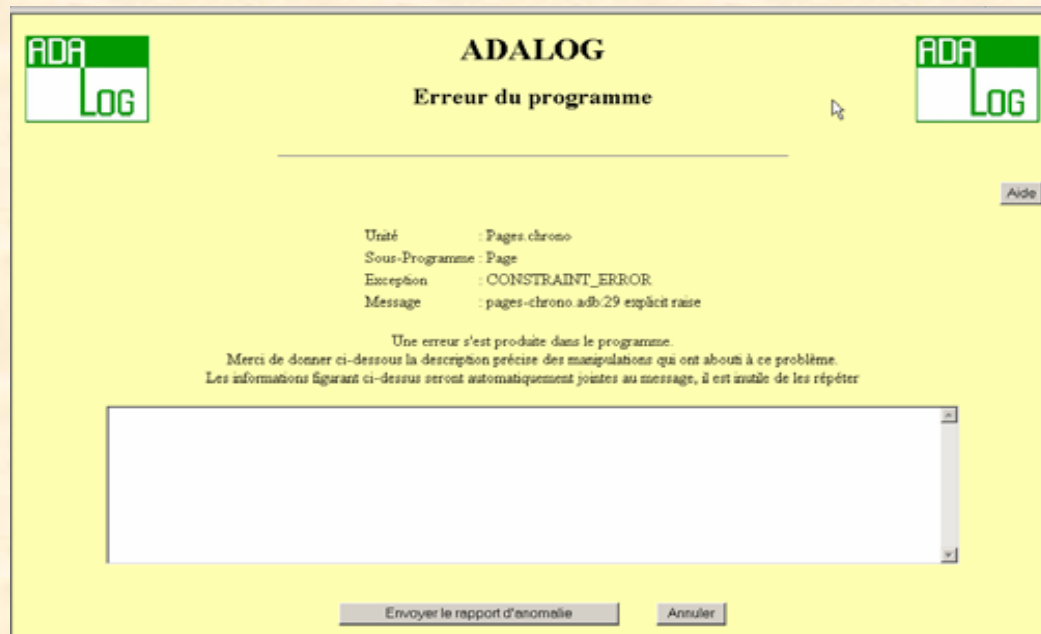 ADA
LOG
ADALOG
ADA
LOG
Erreur du programme
Aide
Unité : Pages.chrono
Sous-Programme : Page
Exception : CONSTRAINT_ERROR
Message : pages-chrono.adb:29 explicit raise
Une erreur s'est produite dans le programme.
Merci de donner ci-dessous la description précise des manipulations qui ont abouti à ce problème.
Les informations figurant ci-dessus seront automatiquement jointes au message, il est inutile de les répéter
Envoyer le rapport d'anomalie
Annuler